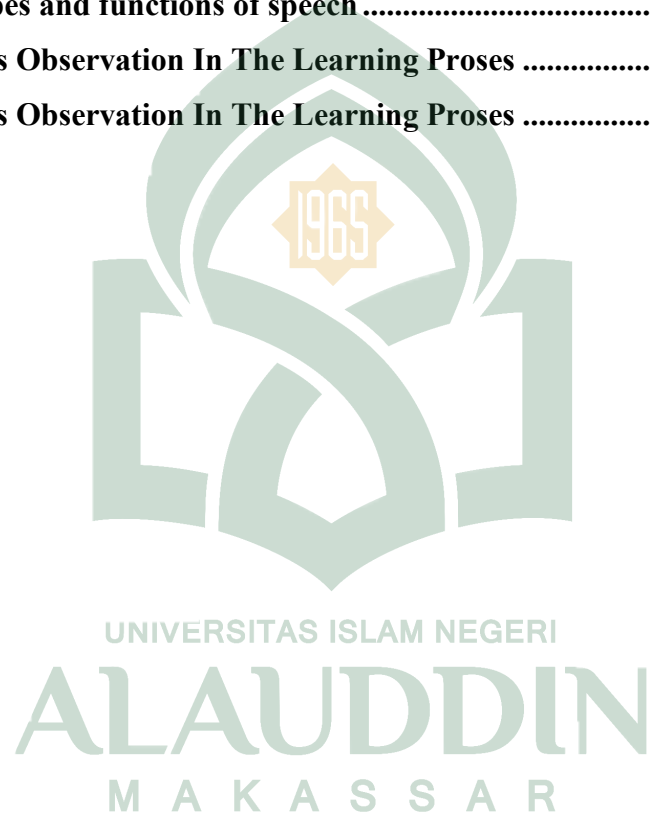 pes and functions of speech ....................................
s Observation In The Learning Proses ................
s Observation In The Learning Proses ................
1965
UNIVERSITAS ISLAM NEGERI
ALAUDDIN
MAKASSAR